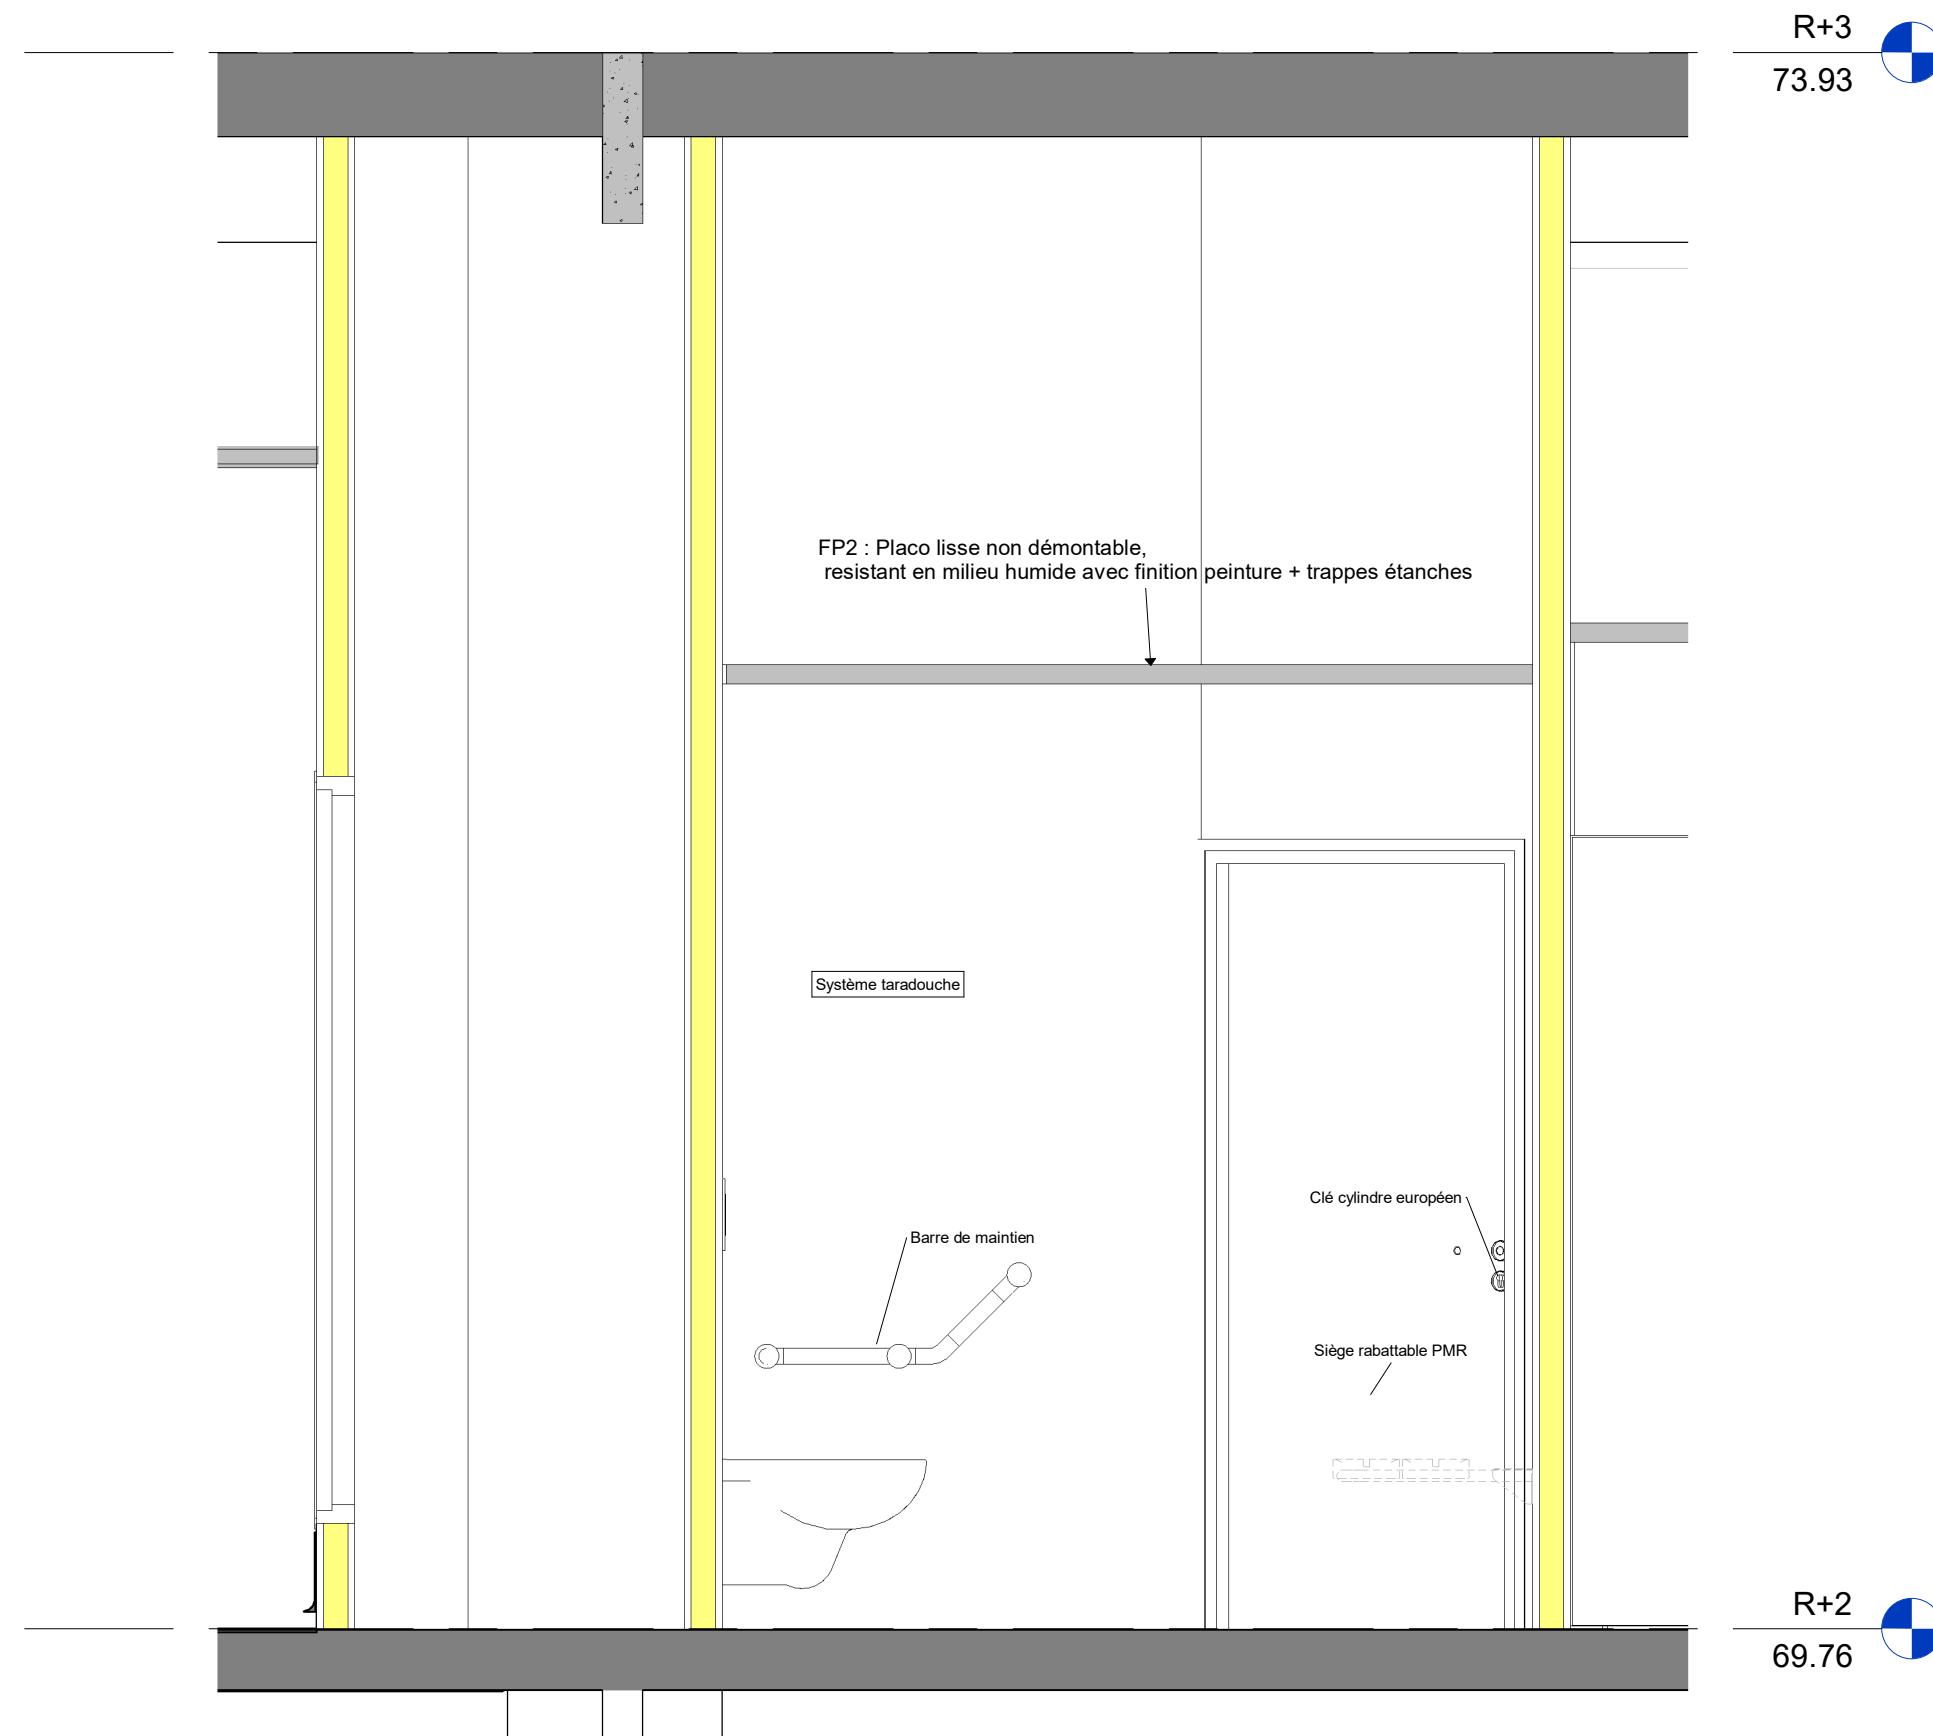 R+3
73.93
FP2 : Placo lisse non démontable,
resistant en milieu humide avec finition peinture + trappes étanches
Système taradouche
Clé cylindre européen
Barre de maintien
Siège rabattable PMR
R+2
69.76